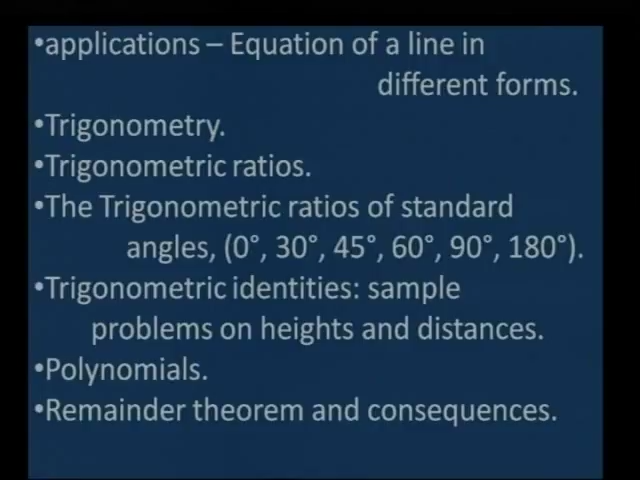 •applications – Equation of a line in
different forms.
•Trigonometry.
•Trigonometric ratios.
•The Trigonometric ratios of standard
angles, (0°, 30°, 45°, 60°, 90°, 180°).
•Trigonometric identities: sample
problems on heights and distances.
•Polynomials.
•Remainder theorem and consequences.